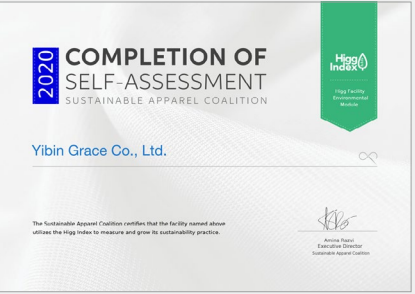 2020
COMPLETION OF
SELF-ASSESSMENT
SUSTAINABLE APPAREL COALITION
Higg
Index
Higg Facility
Environmental
Module
Yibin Grace Co., Ltd.
The Sustainable Apparel Coalition certifies that the facility named above
utilizes the Higg Index to measure and grow its sustainability practice.
Amina Razvi
Executive Director
Sustainable Apparel Coalition